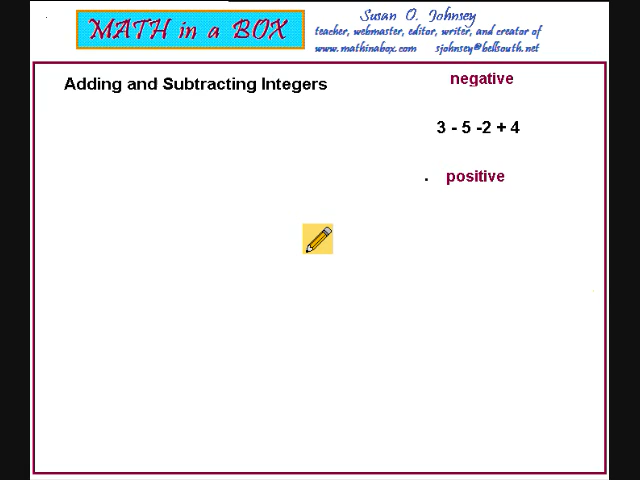 MATH in a BOX
Susan O. Johnsey
teacher, webmaster, editor, writer, and creator of
www.mathinabox.com sjohnsey@bellsouth.net
Adding and Subtracting Integers
negative
3 - 5 -2 + 4
. positive